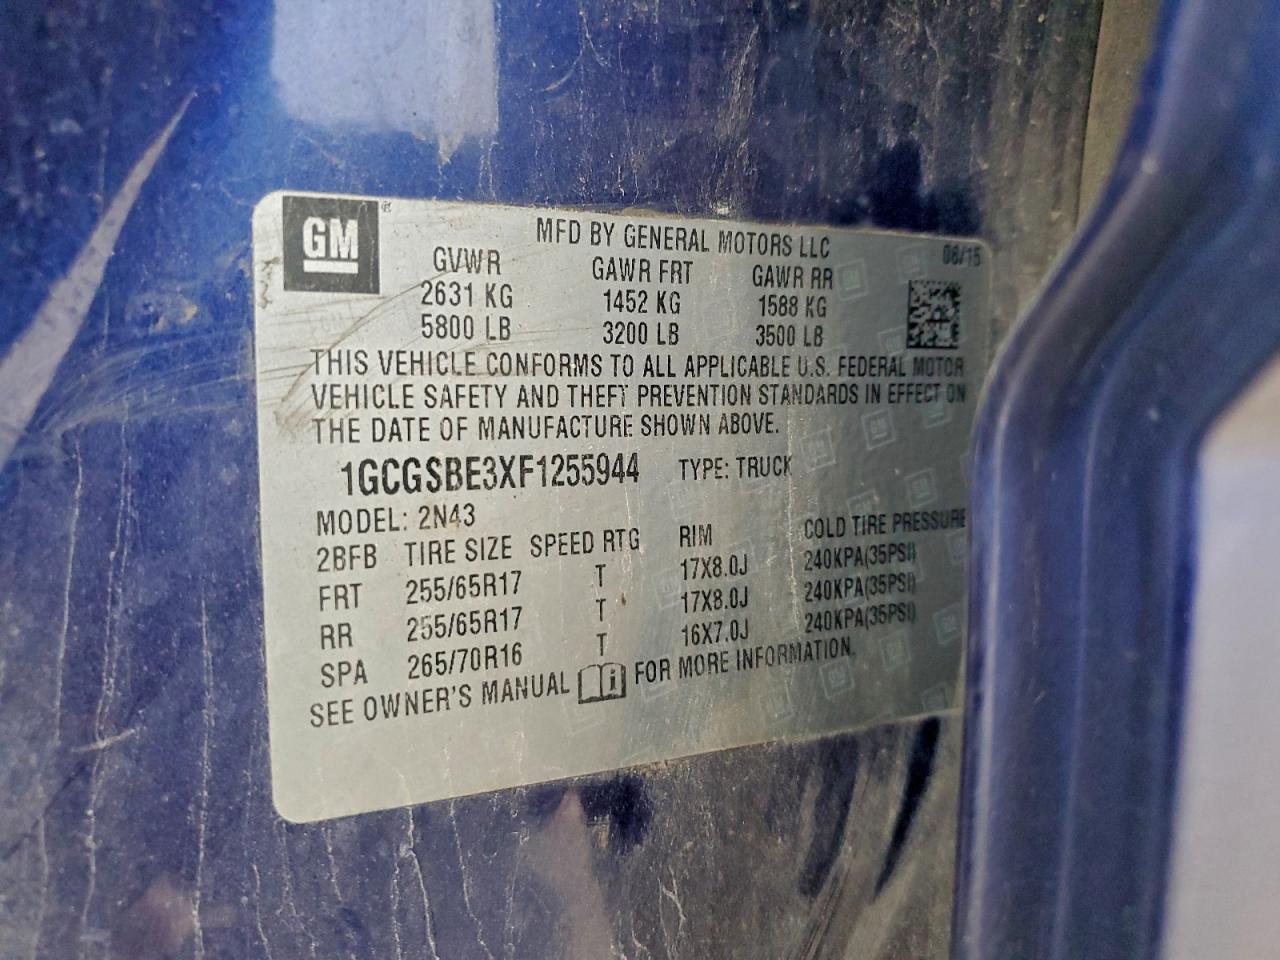 GM
MFD BY GENERAL MOTORS LLC 06/15
GVWR GAWR FRT GAWR RR
2631 KG 1452 KG 1588 KG
5800 LB 3200 LB 3500 LB
THIS VEHICLE CONFORMS TO ALL APPLICABLE U.S. FEDERAL MOTOR
VEHICLE SAFETY AND THEFT PREVENTION STANDARDS IN EFFECT ON
THE DATE OF MANUFACTURE SHOWN ABOVE.
1GCGSBE3XF1255944 TYPE: TRUCK
MODEL: 2N43
2BFB TIRE SIZE SPEED RTG RIM COLD TIRE PRESSURE
FRT 255/65R17 T 17X8.0J 240KPA(35PSI)
RR 255/65R17 T 17X8.0J 240KPA(35PSI)
SPA 265/70R16 T 16X7.0J 240KPA(35PSI)
SEE OWNER'S MANUAL i FOR MORE INFORMATION.